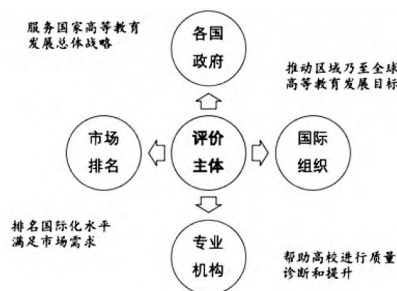 服务国家高等教育
发展总体战略
各国
政府
推动区域乃至全球
高等教育发展目标
市场
排名
评价
主体
国际
组织
排名国际化水平
满足市场需求
专业
机构
帮助高校进行质量
诊断和提升